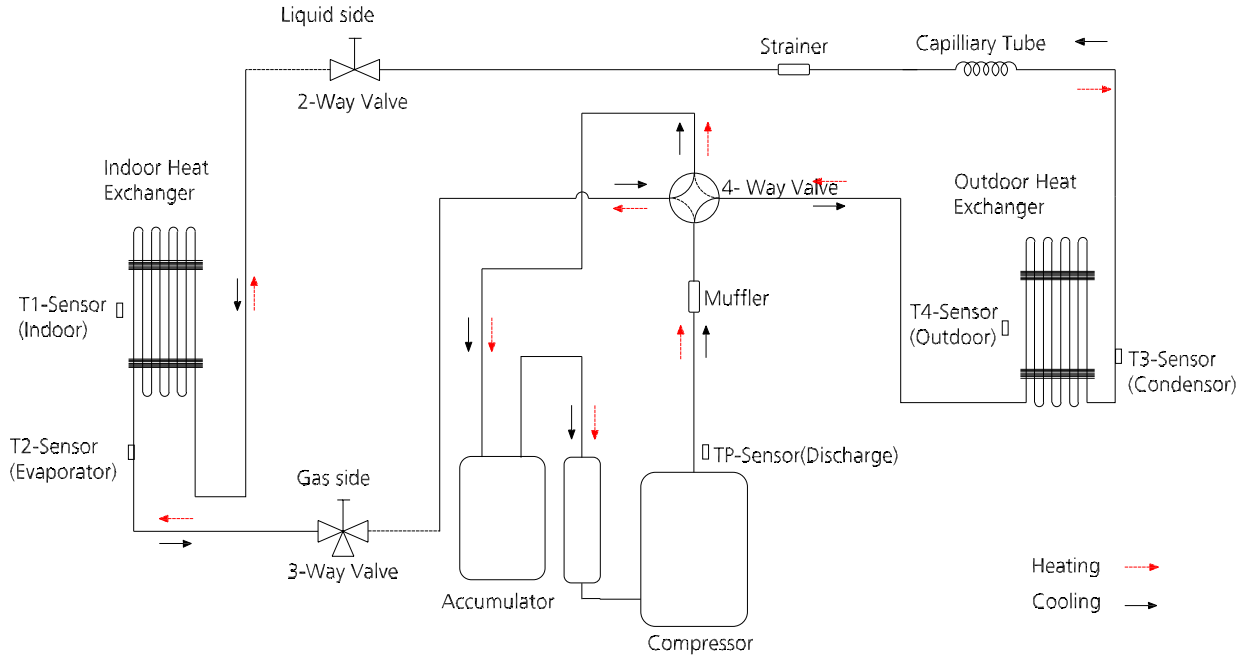 Liquid side
2-Way Valve
Strainer
Capilliary Tube
Indoor Heat
Exchanger
4- Way Valve
Outdoor Heat
Exchanger
T1-Sensor
(Indoor)
Muffler
T4-Sensor
(Outdoor)
T3-Sensor
(Condensor)
T2-Sensor
(Evaporator)
Gas side
3-Way Valve
TP-Sensor(Discharge)
Accumulator
Compressor
Heating
Cooling